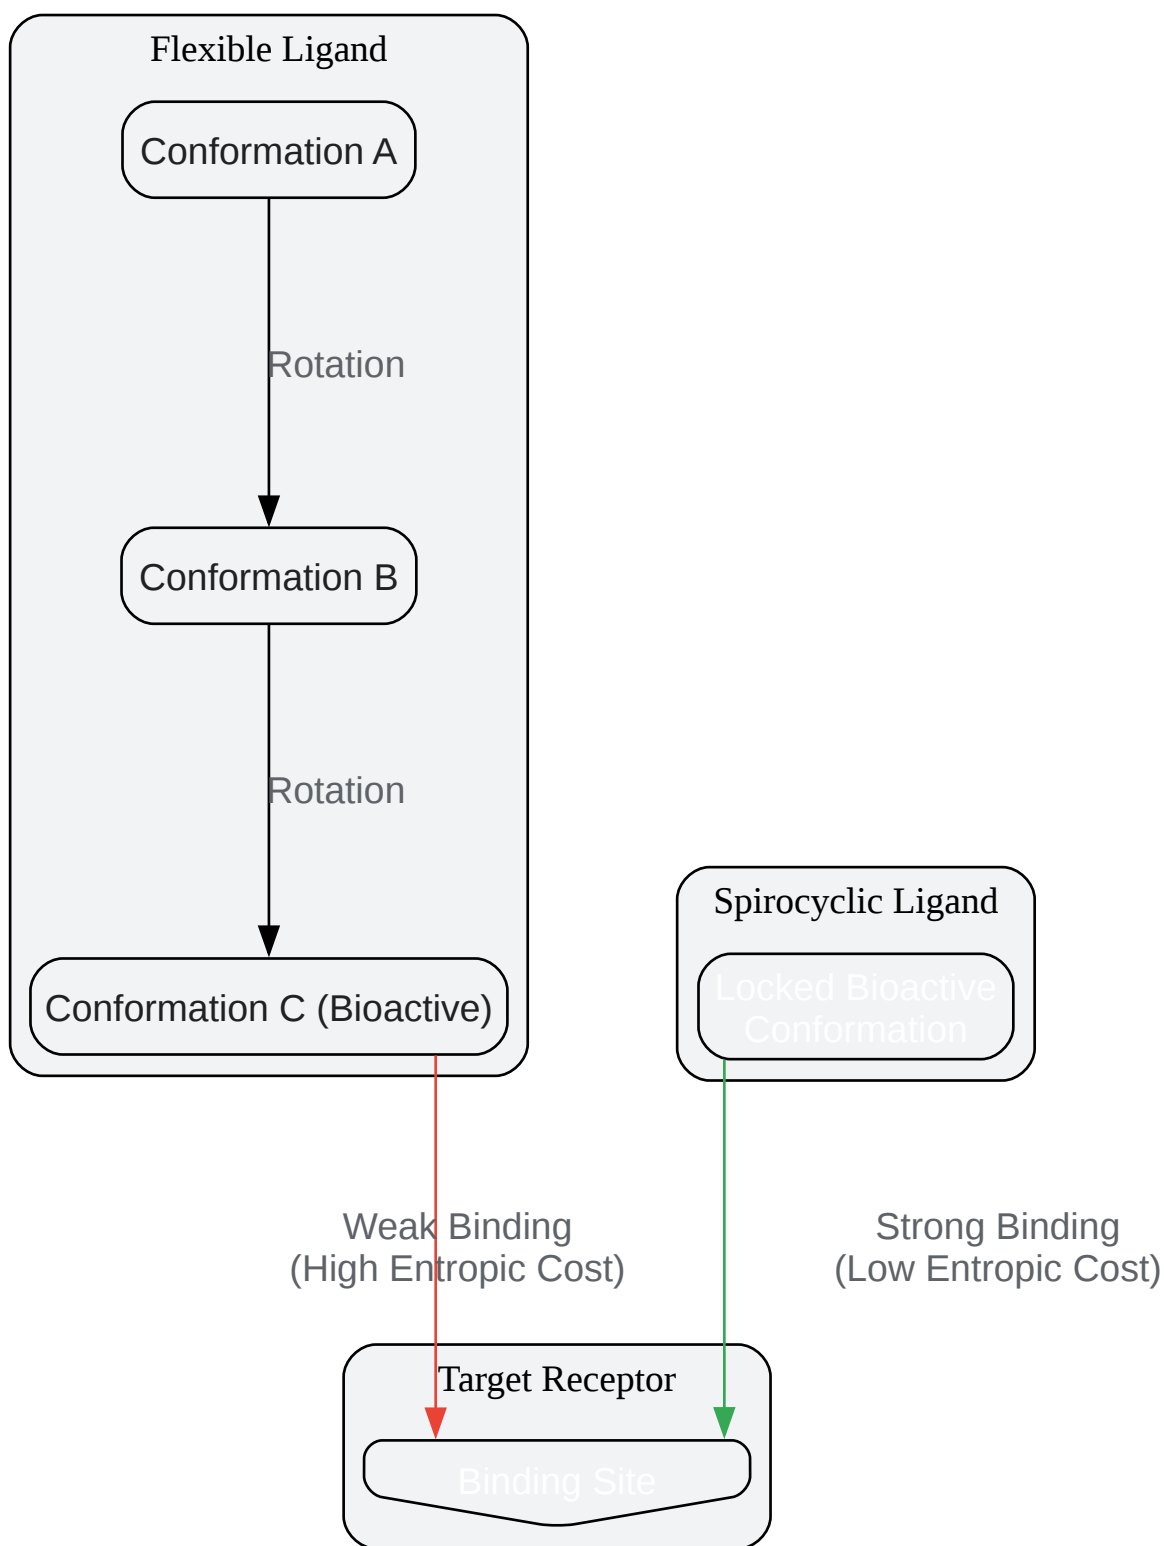 Flexible Ligand
Conformation A
Rotation
Conformation B
Rotation
Conformation C (Bioactive)
Spirocyclic Ligand
Locked Bioactive
Conformation
Weak Binding
(High Entropic Cost)
Strong Binding
(Low Entropic Cost)
Target Receptor
Binding Site